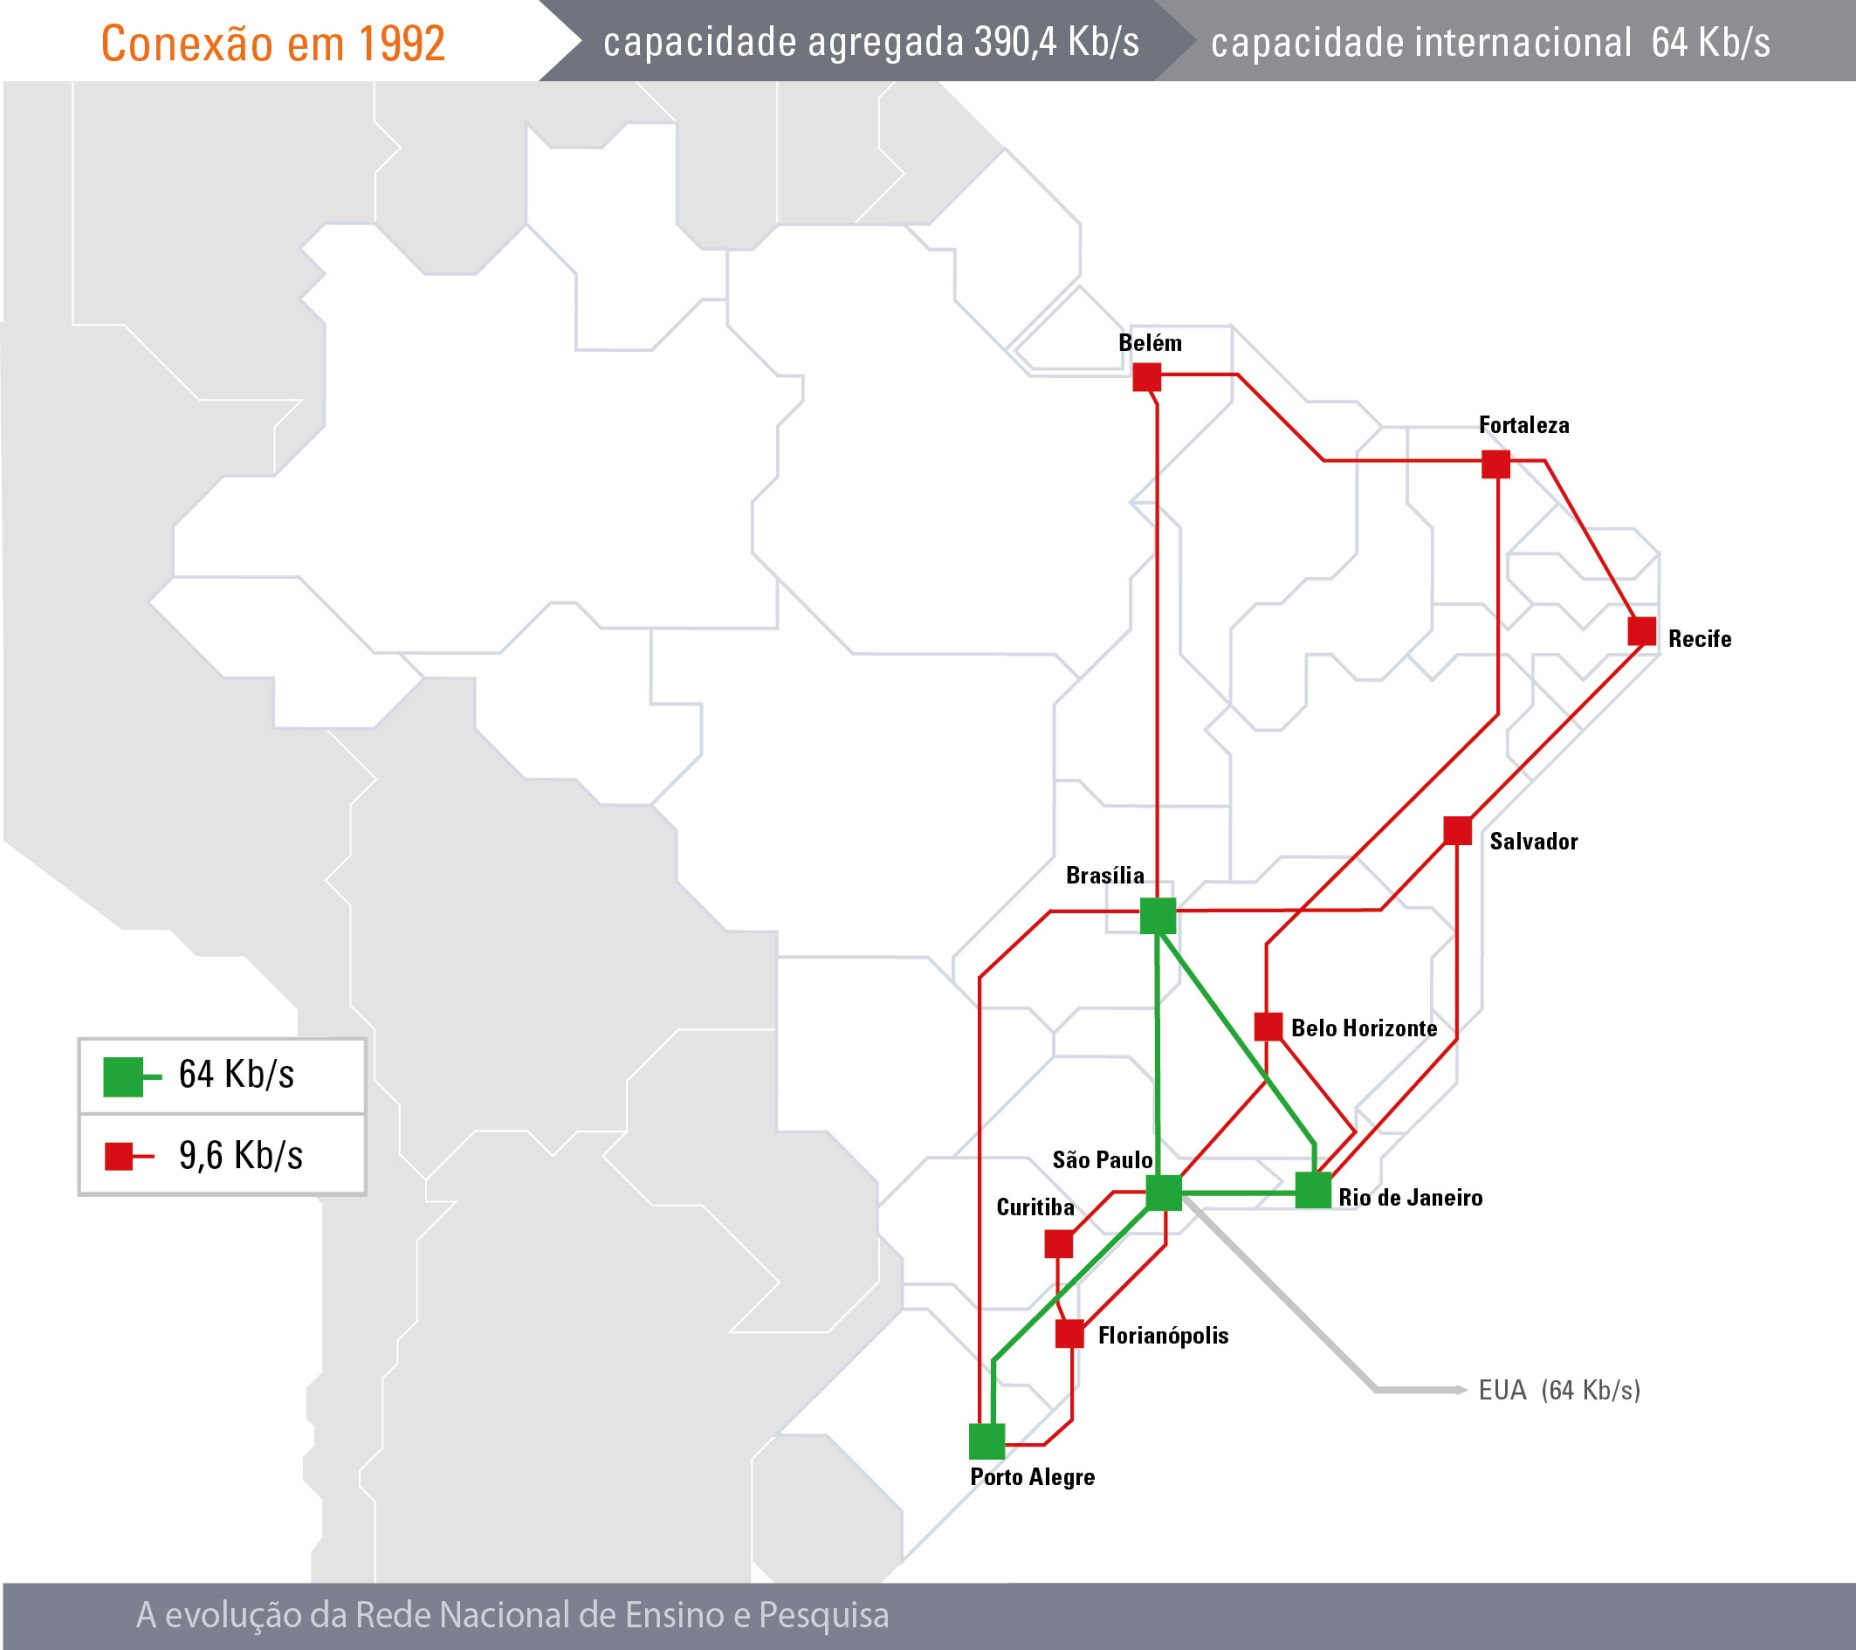 Conexão em 1992
capacidade agregada 390,4 Kb/s
capacidade internacional 64 Kb/s
Belém
Fortaleza
Recife
Salvador
Brasília
Belo Horizonte
São Paulo
Rio de Janeiro
Curitiba
Florianópolis
Porto Alegre
EUA (64 Kb/s)
64 Kb/s
9,6 Kb/s
A evolução da Rede Nacional de Ensino e Pesquisa